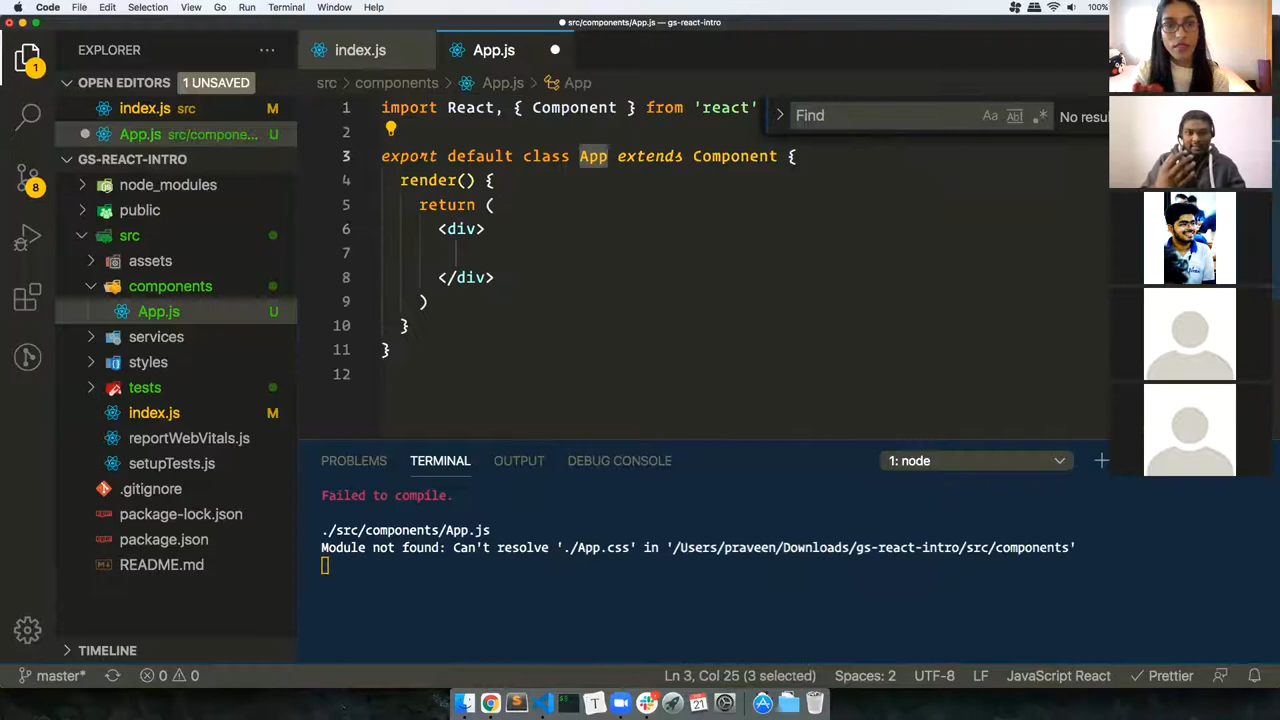 Code File Edit Selection View Go Run Terminal Window Help 100%
src/components/App.js — gs-react-intro
EXPLORER
index.js
App.js
OPEN EDITORS 1 UNSAVED
src > components > App.js > App
index.js src M
App.js src/compone... U
GS-REACT-INTRO
node_modules
public
src
assets
components
App.js U
services
styles
tests
index.js M
reportWebVitals.js
setupTests.js
.gitignore
package-lock.json
package.json
README.md
TIMELINE
1
8
1 import React, { Component } from 'react'
2
3 export default class App extends Component {
4 render() {
5 return (
6 <div>
7
8 </div>
9 )
10 }
11 }
12
Find Aa Abl .* No resu
PROBLEMS TERMINAL OUTPUT DEBUG CONSOLE 1: node
Failed to compile.
./src/components/App.js
Module not found: Can't resolve './App.css' in '/Users/praveen/Downloads/gs-react-intro/src/components'
master* 0 0 Ln 3, Col 25 (3 selected) Spaces: 2 UTF-8 LF JavaScript React Prettier
21